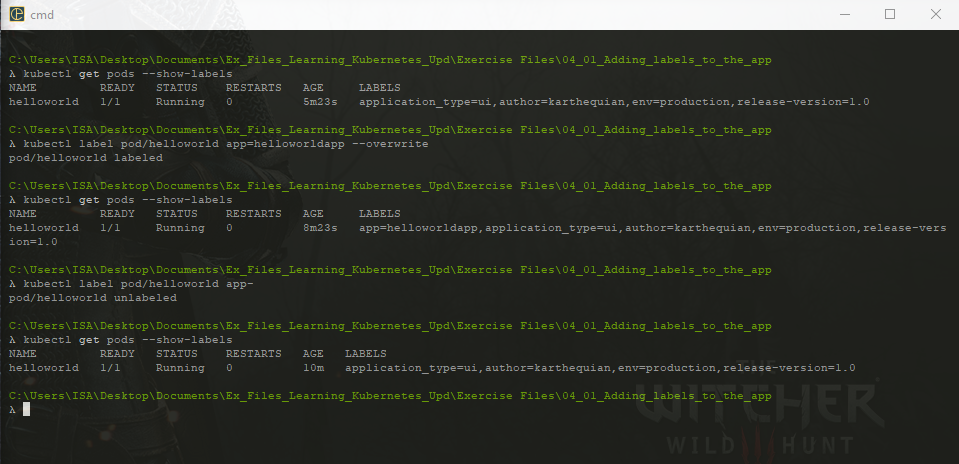 cmd
C:\Users\ISA\Desktop\Documents\Ex_Files_Learning_Kubernetes_Upd\Exercise Files\04_01_Adding_labels_to_the_app
λ kubectl get pods --show-labels
NAME         READY   STATUS    RESTARTS   AGE     LABELS
helloworld   1/1     Running   0          5m23s   application_type=ui,author=karthequian,env=production,release-version=1.0
C:\Users\ISA\Desktop\Documents\Ex_Files_Learning_Kubernetes_Upd\Exercise Files\04_01_Adding_labels_to_the_app
λ kubectl label pod/helloworld app=helloworldapp --overwrite
pod/helloworld labeled
C:\Users\ISA\Desktop\Documents\Ex_Files_Learning_Kubernetes_Upd\Exercise Files\04_01_Adding_labels_to_the_app
λ kubectl get pods --show-labels
NAME         READY   STATUS    RESTARTS   AGE     LABELS
helloworld   1/1     Running   0          8m23s   app=helloworldapp,application_type=ui,author=karthequian,env=production,release-vers
ion=1.0
C:\Users\ISA\Desktop\Documents\Ex_Files_Learning_Kubernetes_Upd\Exercise Files\04_01_Adding_labels_to_the_app
λ kubectl label pod/helloworld app-
pod/helloworld unlabeled
C:\Users\ISA\Desktop\Documents\Ex_Files_Learning_Kubernetes_Upd\Exercise Files\04_01_Adding_labels_to_the_app
λ kubectl get pods --show-labels
NAME         READY   STATUS    RESTARTS   AGE   LABELS
helloworld   1/1     Running   0          10m   application_type=ui,author=karthequian,env=production,release-version=1.0
C:\Users\ISA\Desktop\Documents\Ex_Files_Learning_Kubernetes_Upd\Exercise Files\04_01_Adding_labels_to_the_app
λ
THE
WITCHER
WILD HUNT